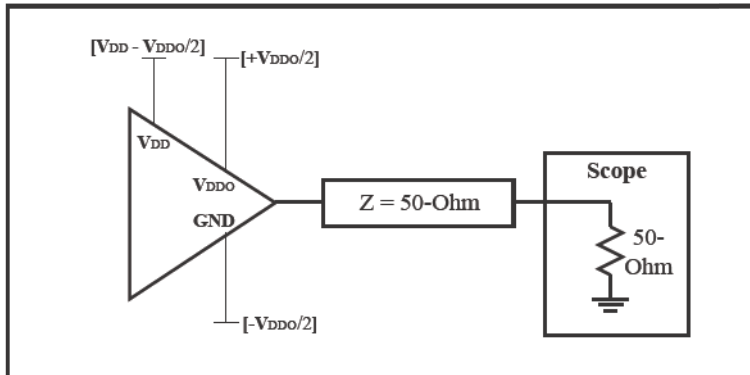 [VDD - VDDO/2]
[+VDDO/2]
VDD
VDDO
GND
[-VDDO/2]
Z = 50-Ohm
Scope
50-
Ohm